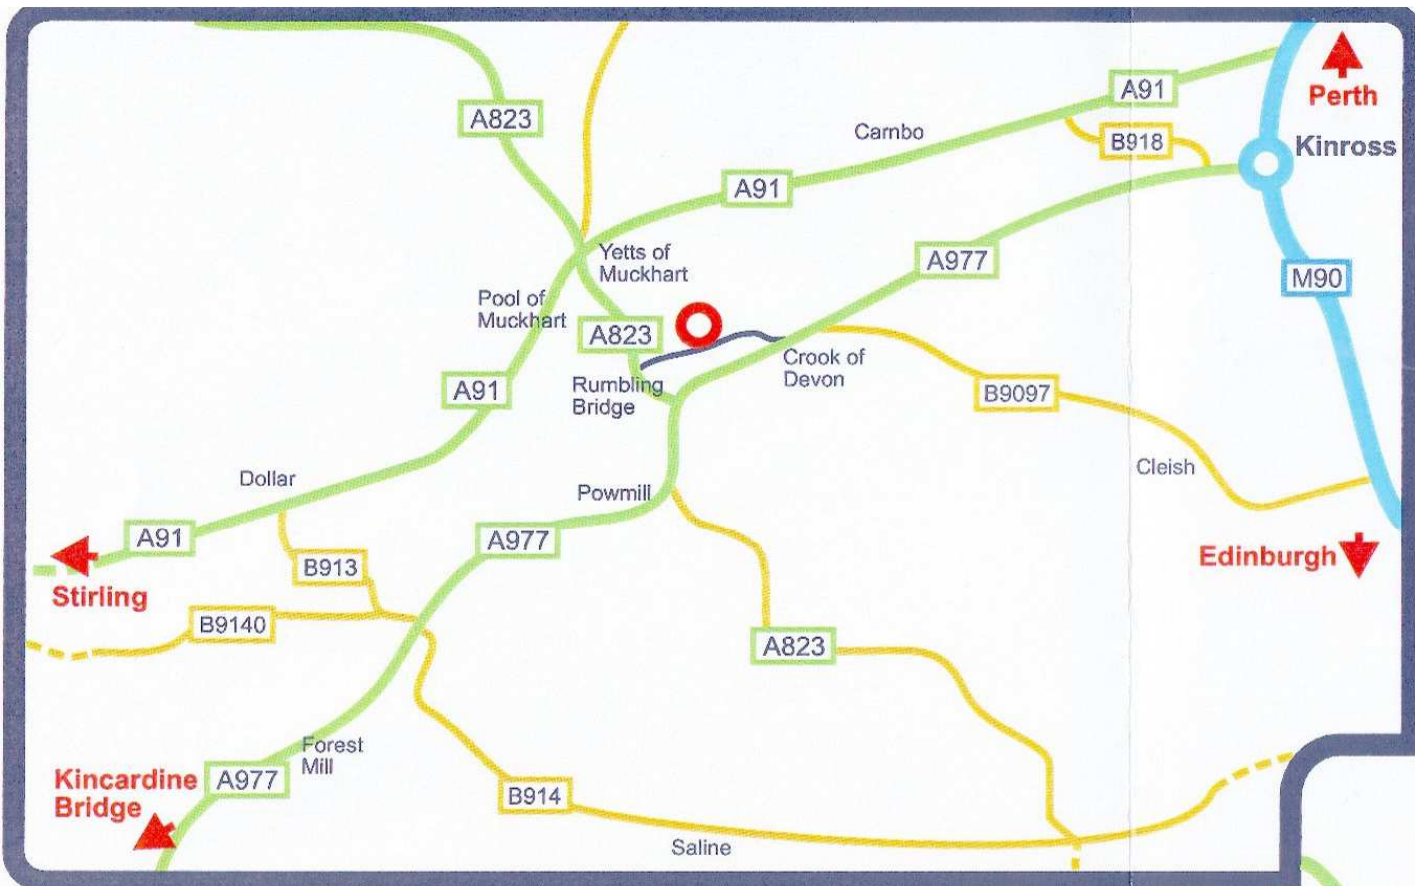 A91
Perth
A823
Carnbo
B918
Kinross
A91
Yetts of
Muckhart
A977
M90
Pool of
Muckhart
A823
Crook of
Devon
Rumbling
Bridge
A91
B9097
Cleish
Dollar
Powmill
A91
A977
Edinburgh
B913
Stirling
B9140
A823
Forest
Mill
Kincardine
Bridge
A977
B914
Saline